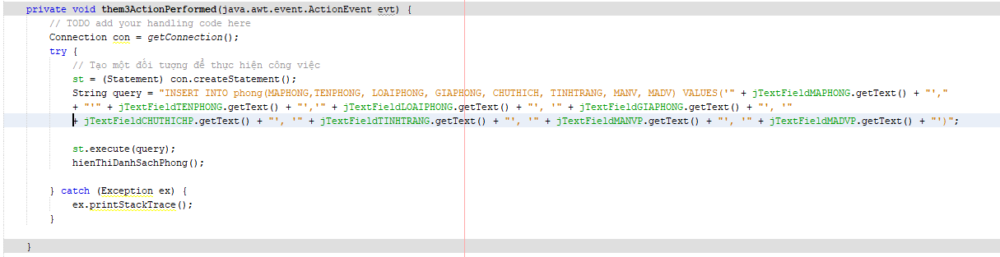 private void them3ActionPerformed(java.awt.event.ActionEvent evt) {
// TODO add your handling code here
Connection con = getConnection();
try {
// Tạo một đối tượng để thực hiện công việc
st = (Statement) con.createStatement();
String query = "INSERT INTO phong(MAPHONG,TENPHONG, LOAIPHONG, GIAPHONG, CHUTHICH, TINHTRANG, MANV, MADV) VALUES('" + jTextFieldMAPHONG.getText() + "',"
+ "'" + jTextFieldTENPHONG.getText() + "','" + jTextFieldLOAIPHONG.getText() + "', '" + jTextFieldGIAPHONG.getText() + "', '"
+ jTextFieldCHUTHICHP.getText() + "', '" + jTextFieldTINHTRANG.getText() + "', '" + jTextFieldMANVP.getText() + "', '" + jTextFieldMADVP.getText() + "')";
st.execute(query);
hienThiDanhSachPhong();
} catch (Exception ex) {
ex.printStackTrace();
}
}